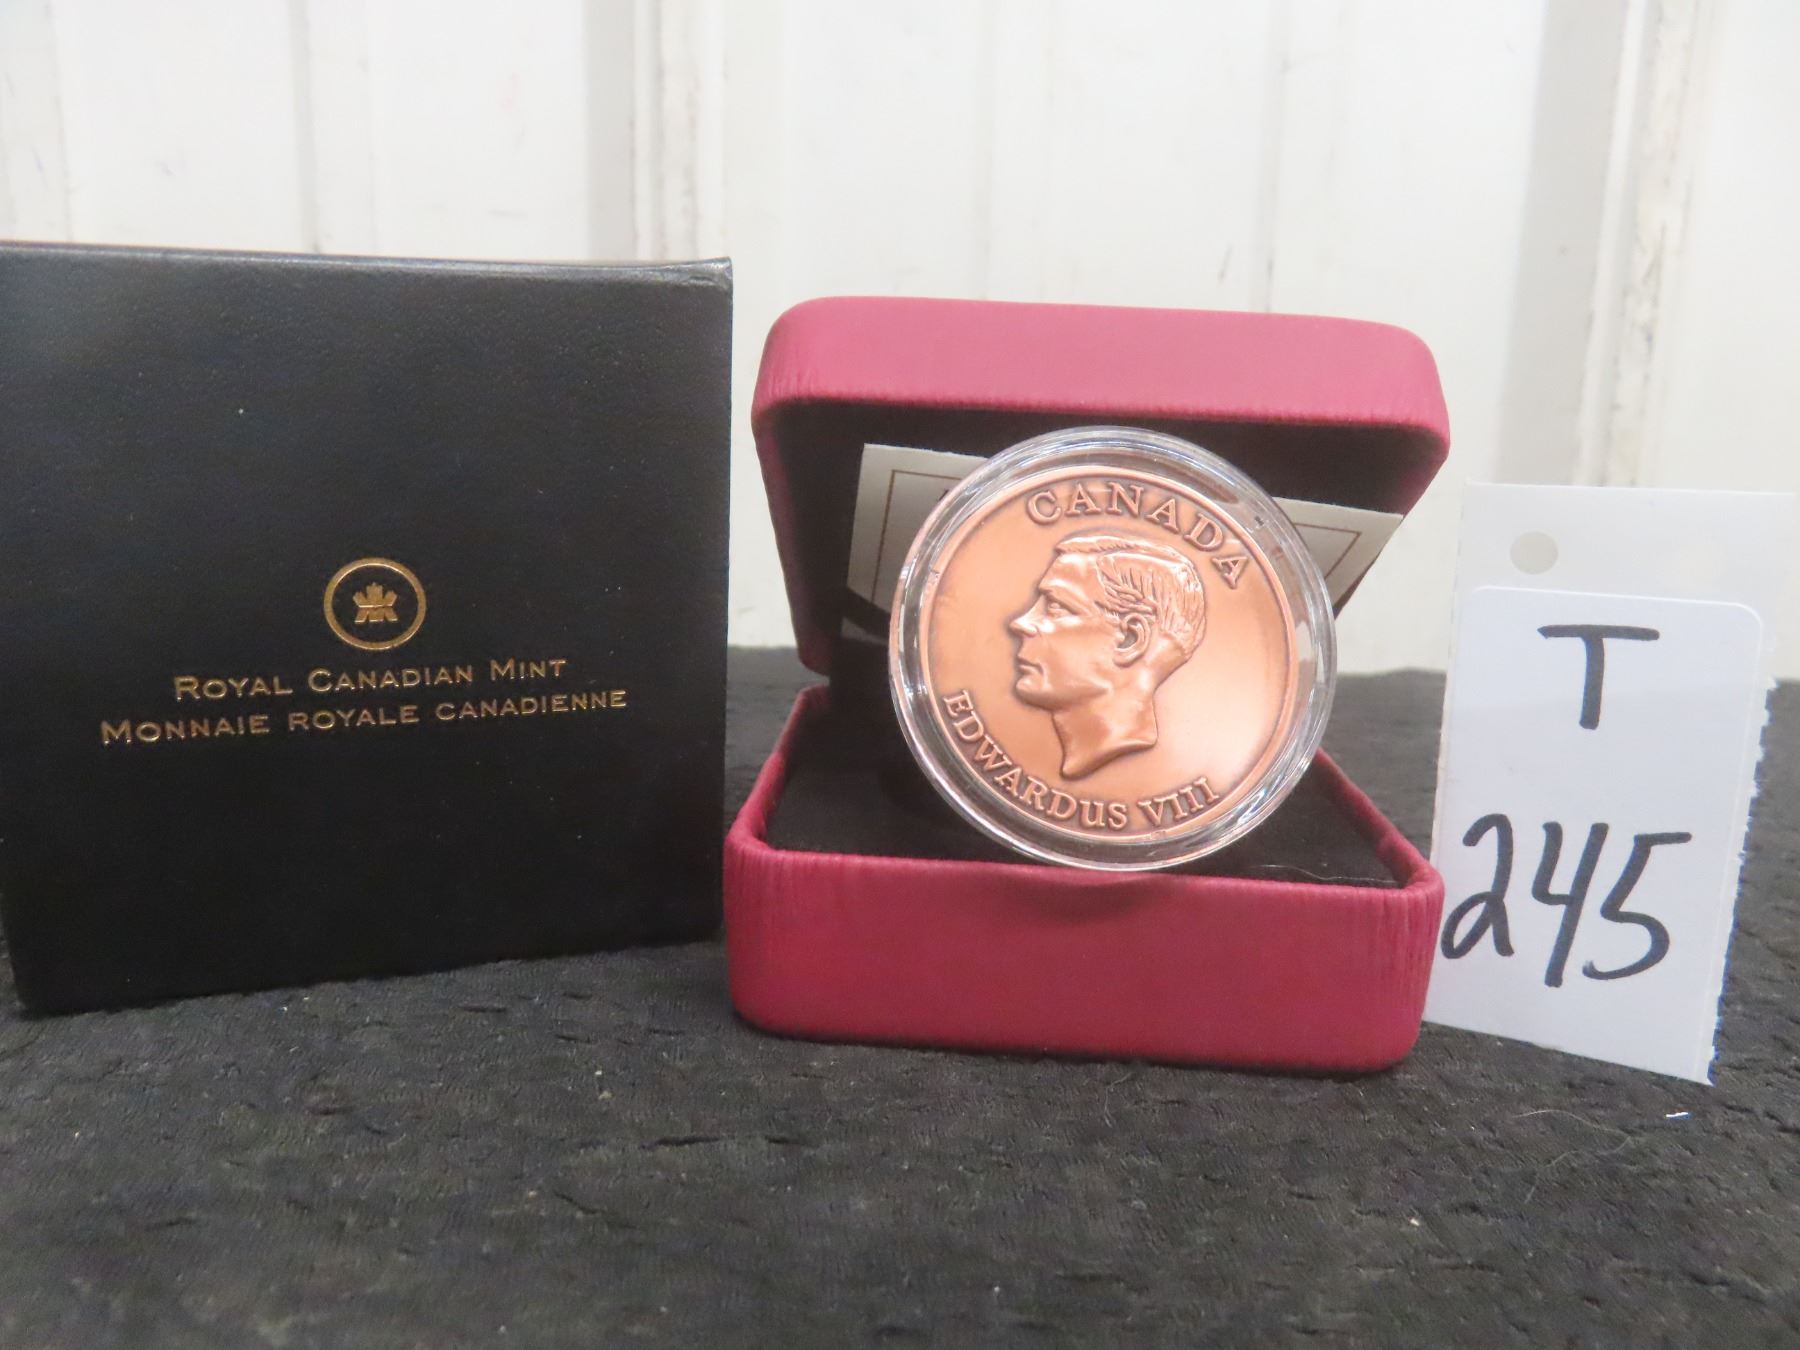 ROYAL CANADIAN MINT
MONNAIE ROYALE CANADIENNE
CANADA
EDWARDUS VIII
T
245